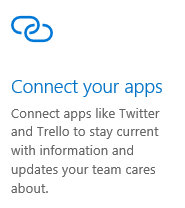 Connect your apps
Connect apps like Twitter
and Trello to stay current
with information and
updates your team cares
about.